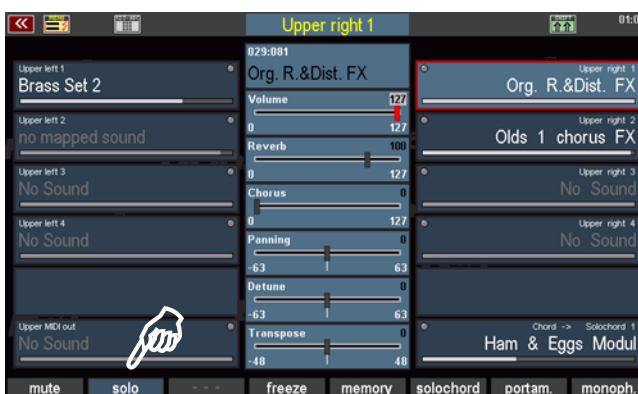 Upper right 1
01:0
Upper left 1
Brass Set 2
Upper left 2
no mapped sound
Upper left 3
No Sound
Upper left 4
No Sound
Upper MIDI out
No Sound
029:081
Org. R.&Dist. FX
Volume 127
0 127
Reverb 100
0 127
Chorus 0
0 127
Panning 0
-63 63
Detune 0
-63 63
Transpose 0
-48 48
Upper right 1
Org. R.&Dist. FX
Upper right 2
Olds 1 chorus FX
Upper right 3
No Sound
Upper right 4
No Sound
Chord -> Solochord 1
Ham & Eggs Modul
mute solo - - - freeze memory solochord portam. monoph.